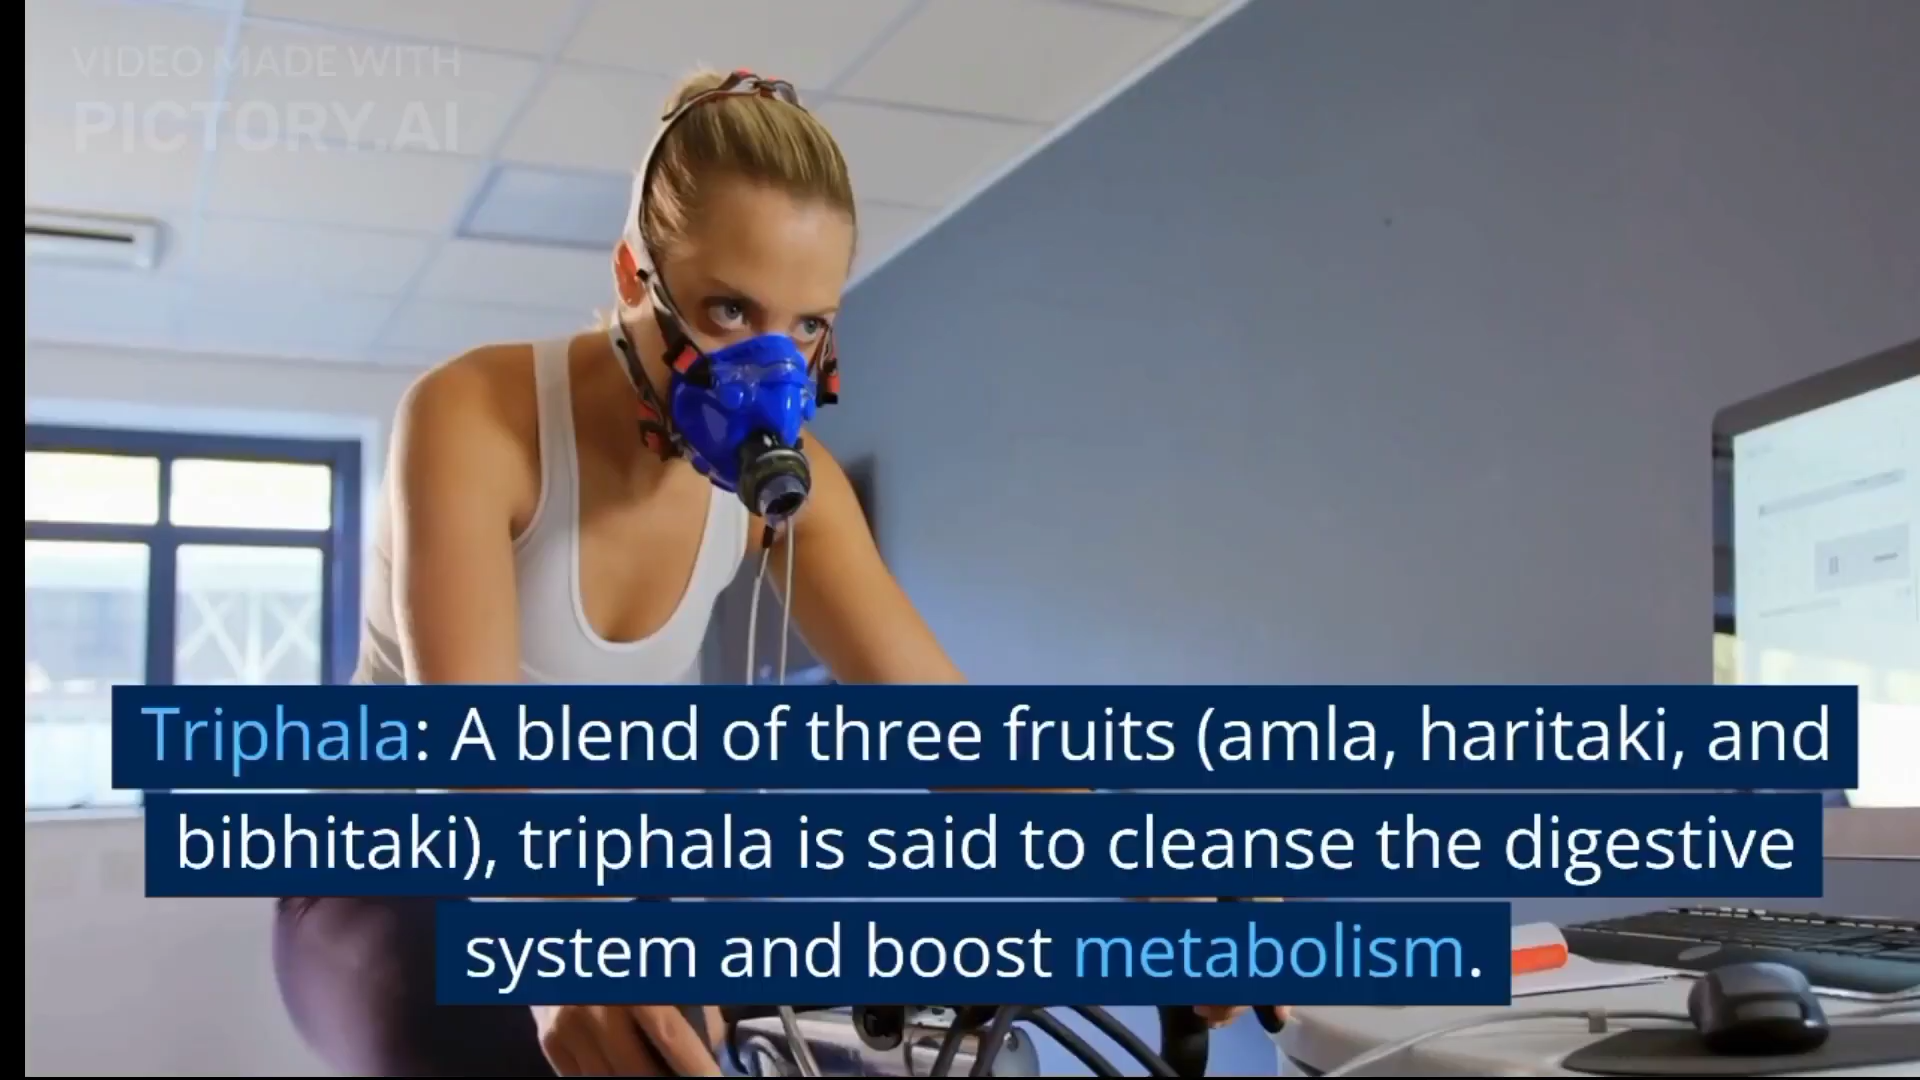 VIDEO MADE WITH
PICTORY.AI
Triphala: A blend of three fruits (amla, haritaki, and
bibhitaki), triphala is said to cleanse the digestive
system and boost metabolism.